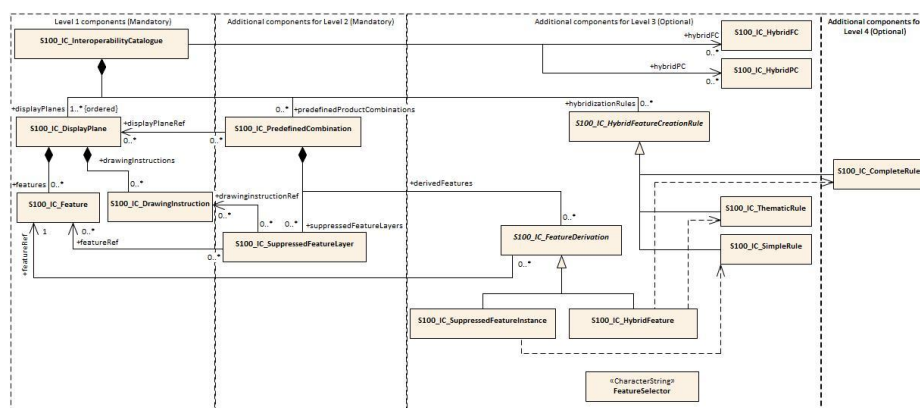 Level 1 components (Mandatory)
Additional components for Level 2 (Mandatory)
Additional components for Level 3 (Optional)
Additional components for
Level 4 (Optional)
S100_IC_InteroperabilityCatalogue
+hybridFC
0..*
S100_IC_HybridFC
+hybridPC
0..*
S100_IC_HybridPC
+displayPlanes
1..* {ordered}
0..*
+predefinedProductCombinations
+hybridizationRules
0..*
S100_IC_DisplayPlane
+displayPlaneRef
0..*
0..*
S100_IC_PredefinedCombination
S100_IC_HybridFeatureCreationRule
+drawingInstructions
+features
0..*
0..*
+derivedFeatures
S100_IC_CompleteRule
S100_IC_Feature
S100_IC_DrawingInstruction
+drawingInstructionRef
0..*
0..*
0..*
+suppressedFeatureLayers
0..*
S100_IC_ThematicRule
+featureRef
1
0..*
+featureRef
0..*
S100_IC_SuppressedFeatureLayer
S100_IC_FeatureDerivation
0..*
S100_IC_SimpleRule
S100_IC_SuppressedFeatureInstance
S100_IC_HybridFeature
«CharacterString»
FeatureSelector